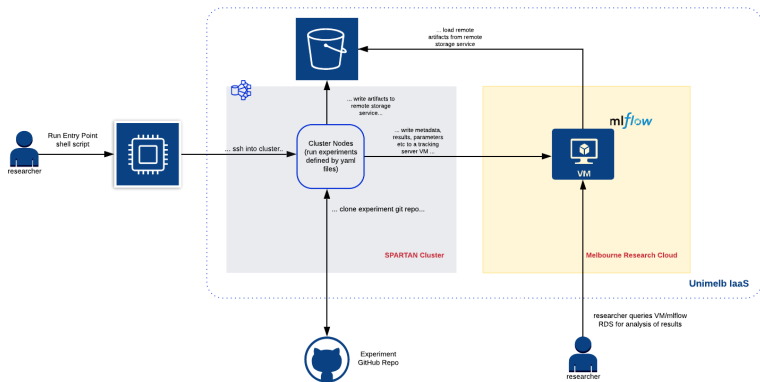 ... load remote
artifacts from remote
storage service
Run Entry Point
shell script
researcher
... ssh into cluster...
... write artifacts to
remote storage
service...
Cluster Nodes
(run experiments
defined by yaml
files)
... write metadata,
results, parameters
etc to a tracking
server VM ...
mlflow
VM
... clone experiment git repo...
SPARTAN Cluster
Melbourne Research Cloud
Unimelb IaaS
researcher queries VM/mlflow
RDS for analysis of results
Experiment
GitHub Repo
researcher